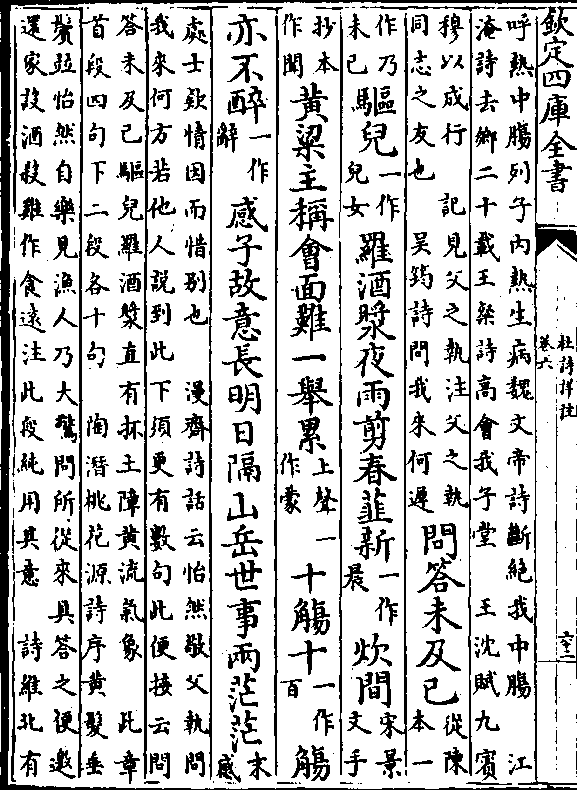 欽定四庫全書
杜詩詳註
卷六
呼熱中腸列子内熱生病魏文帝詩斷絶我中腸 江
淹詩去鄉二十載王粲詩高會我子堂 王沈賦九賓
穆以成行 記見父之執注父之執
同志之友也 吳筠詩問我來何遲
問答未及已從陳本一
作乃未已驅兒一作兒女羅酒漿夜雨剪春韮新一作晨炊間宋景文手
抄本作聞黃粱主稱會面難一舉累上聲一作蒙十觴十一作百觴
亦不醉一作辭感子故意長明日隔山岳世事兩茫茫末感
處士欵情因而惜别也 漫齋詩話云怡然敬父執問
我來何方若他人說到此下須更有數句此便接云問
答未及已驅兒羅酒漿直有抔土障黃流氣象 此章
首段四句下二段各十句 陶潛桃花源詩序黃髮垂
髫並怡然自樂見漁人乃大驚問所從來具答之便邀
還家設酒殺雞作食遠注此段純用其意 詩維北有